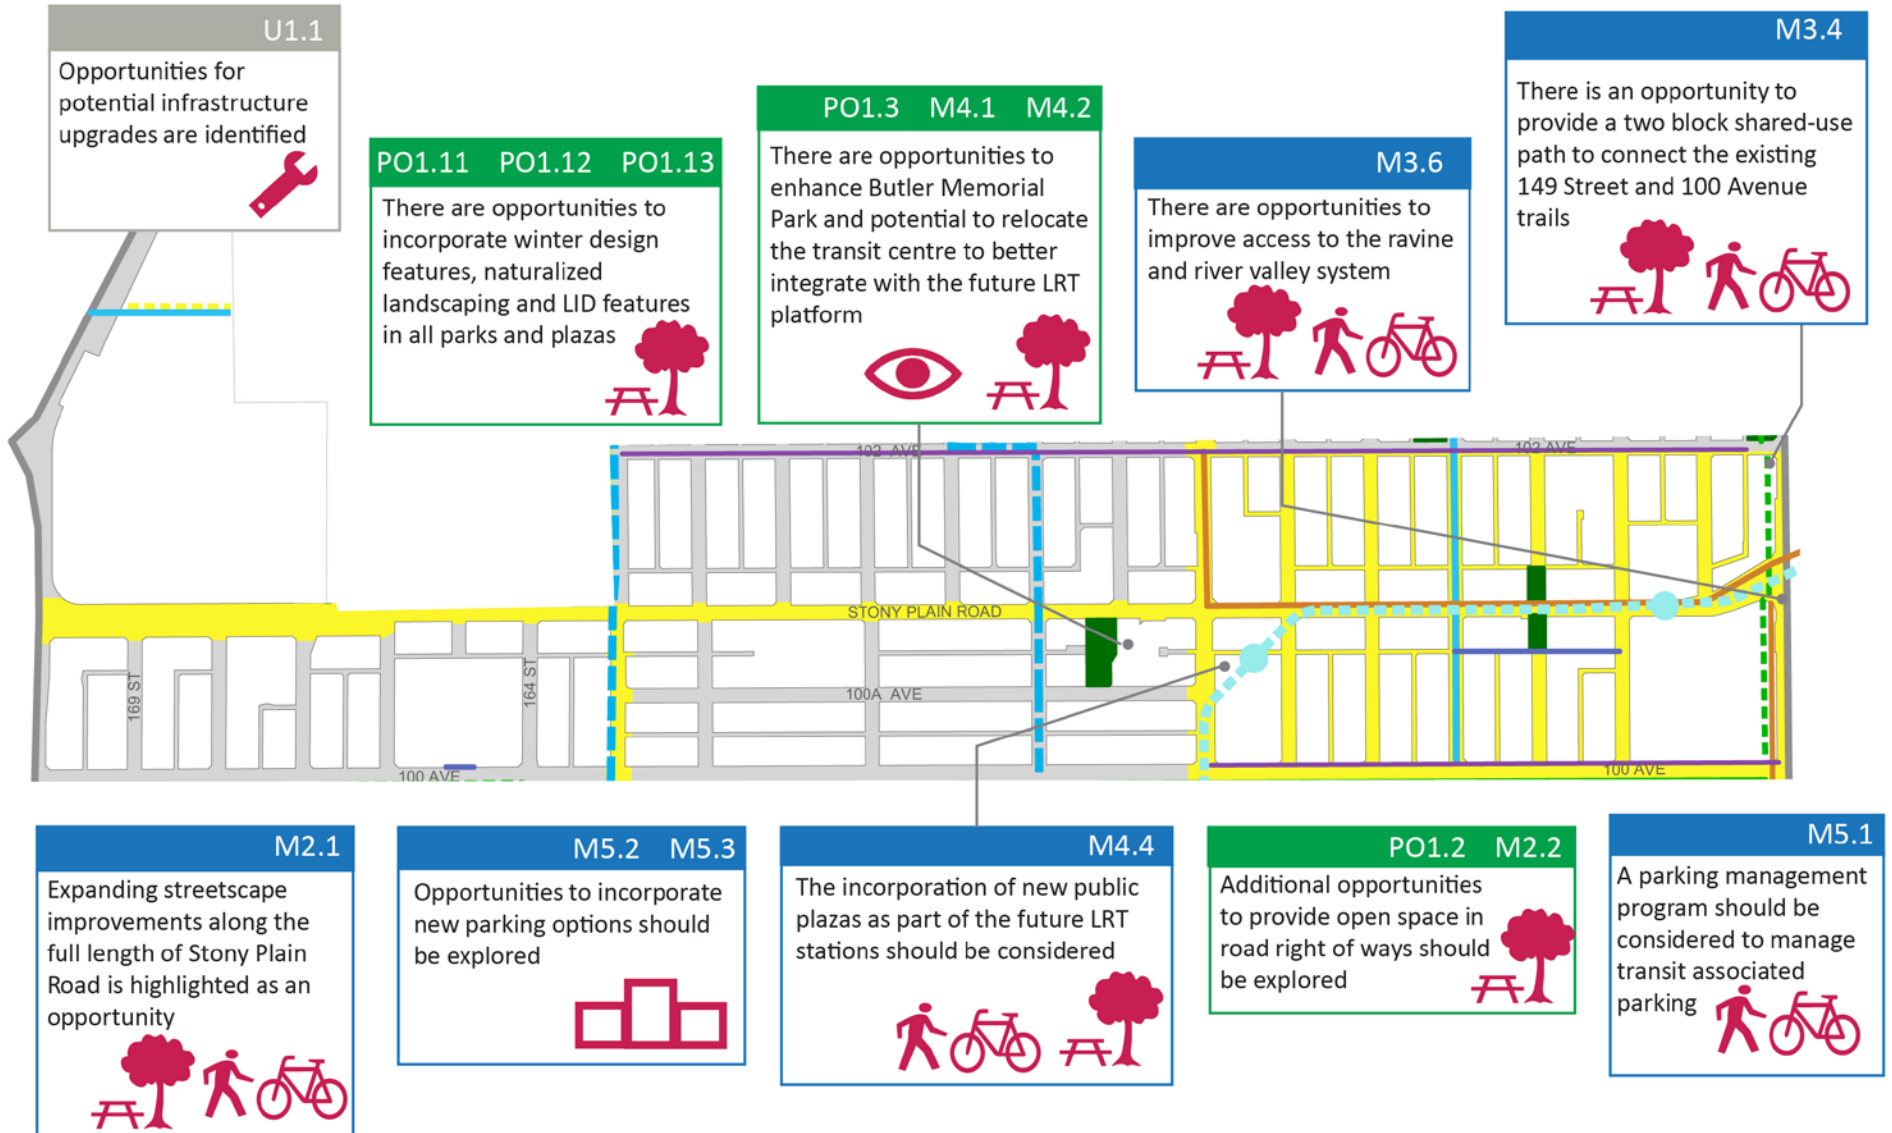 U1.1
Opportunities for
potential infrastructure
upgrades are identified
PO1.11 PO1.12 PO1.13
There are opportunities to
incorporate winter design
features, naturalized
landscaping and LID features
in all parks and plazas
PO1.3 M4.1 M4.2
There are opportunities to
enhance Butler Memorial
Park and potential to relocate
the transit centre to better
integrate with the future LRT
platform
M3.6
There are opportunities to
improve access to the ravine
and river valley system
M3.4
There is an opportunity to
provide a two block shared-use
path to connect the existing
149 Street and 100 Avenue
trails
102 AVE
102 AVE
STONY PLAIN ROAD
169 ST
164 ST
100A AVE
100 AVE
100 AVE
M2.1
Expanding streetscape
improvements along the
full length of Stony Plain
Road is highlighted as an
opportunity
M5.2 M5.3
Opportunities to incorporate
new parking options should
be explored
M4.4
The incorporation of new public
plazas as part of the future LRT
stations should be considered
PO1.2 M2.2
Additional opportunities
to provide open space in
road right of ways should
be explored
M5.1
A parking management
program should be
considered to manage
transit associated
parking